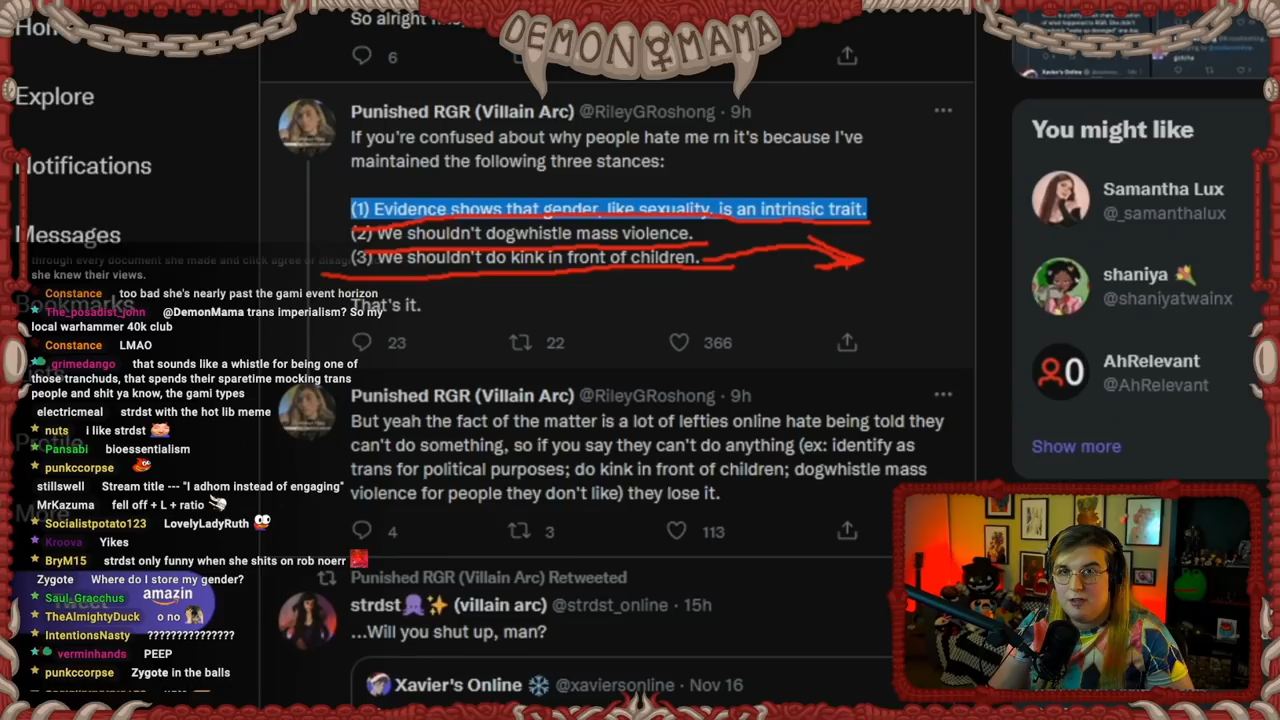 DEMON MAMA
So alright
6
Explore
Notifications
Messages
Punished RGR (Villain Arc) @RileyGRoshong · 9h
If you're confused about why people hate me rn it's because I've
maintained the following three stances:
(1) Evidence shows that gender, like sexuality, is an intrinsic trait.
(2) We shouldn't dogwhistle mass violence.
(3) We shouldn't do kink in front of children.
That's it.
23 22 366
Punished RGR (Villain Arc) @RileyGRoshong · 9h
But yeah the fact of the matter is a lot of lefties online hate being told they
can't do something, so if you say they can't do anything (ex: identify as
trans for political purposes; do kink in front of children; dogwhistle mass
violence for people they don't like) they lose it.
4 3 113
Punished RGR (Villain Arc) Retweeted
strdst (villain arc) @strdst_online · 15h
...Will you shut up, man?
Xavier's Online @xaviersonline · Nov 16
through every document she made and click agree or
she knew their views.
Constance too bad she's nearly past the gami event horizon
The_posadist_john @DemonMama trans imperialism? So my
local warhammer 40k club
Constance LMAO
grimedango that sounds like a whistle for being one of
those tranchuds, that spends their sparetime mocking trans
people and shit ya know, the gami types
electricmeal strdst with the hot lib meme
nuts i like strdst
Pansabi bioessentialism
punkccorpse
stillswell Stream title --- "I adhom instead of engaging"
MrKazuma fell off + L + ratio
Socialistpotato123 LovelyLadyRuth
Kroova Yikes
BryM15 strdst only funny when she shits on rob noerr
Zygote Where do I store my gender?
Saul_Gracchus amazin
TheAlmightyDuck o no
IntentionsNasty ??????????????
verminhands PEEP
punkccorpse Zygote in the balls
You might like
Samantha Lux
@_samanthalux
shaniya
@shaniyatwainx
AhRelevant
@AhRelevant
Show more